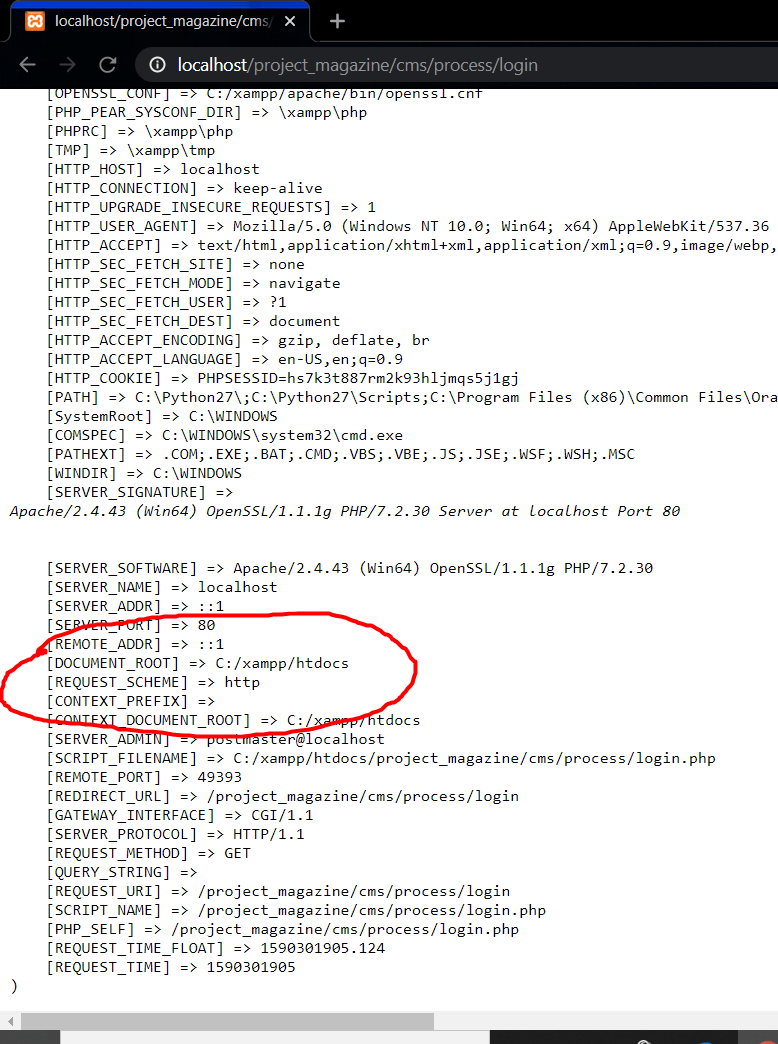 localhost/project_magazine/cms/
localhost/project_magazine/cms/process/login
[OPENSSL_CONF] => C:/xampp/apache/bin/openssl.cnf
[PHP_PEAR_SYSCONF_DIR] => \xampp\php
[PHPRC] => \xampp\php
[TMP] => \xampp\tmp
[HTTP_HOST] => localhost
[HTTP_CONNECTION] => keep-alive
[HTTP_UPGRADE_INSECURE_REQUESTS] => 1
[HTTP_USER_AGENT] => Mozilla/5.0 (Windows NT 10.0; Win64; x64) AppleWebKit/537.36
[HTTP_ACCEPT] => text/html,application/xhtml+xml,application/xml;q=0.9,image/webp,
[HTTP_SEC_FETCH_SITE] => none
[HTTP_SEC_FETCH_MODE] => navigate
[HTTP_SEC_FETCH_USER] => ?1
[HTTP_SEC_FETCH_DEST] => document
[HTTP_ACCEPT_ENCODING] => gzip, deflate, br
[HTTP_ACCEPT_LANGUAGE] => en-US,en;q=0.9
[HTTP_COOKIE] => PHPSESSID=hs7k3t887rm2k93hljmqs5j1gj
[PATH] => C:\Python27\;C:\Python27\Scripts;C:\Program Files (x86)\Common Files\Ora
[SystemRoot] => C:\WINDOWS
[COMSPEC] => C:\WINDOWS\system32\cmd.exe
[PATHEXT] => .COM;.EXE;.BAT;.CMD;.VBS;.VBE;.JS;.JSE;.WSF;.WSH;.MSC
[WINDIR] => C:\WINDOWS
[SERVER_SIGNATURE] =>
Apache/2.4.43 (Win64) OpenSSL/1.1.1g PHP/7.2.30 Server at localhost Port 80
[SERVER_SOFTWARE] => Apache/2.4.43 (Win64) OpenSSL/1.1.1g PHP/7.2.30
[SERVER_NAME] => localhost
[SERVER_ADDR] => ::1
[SERVER_PORT] => 80
[REMOTE_ADDR] => ::1
[DOCUMENT_ROOT] => C:/xampp/htdocs
[REQUEST_SCHEME] => http
[CONTEXT_PREFIX] =>
[CONTEXT_DOCUMENT_ROOT] => C:/xampp/htdocs
[SERVER_ADMIN] => postmaster@localhost
[SCRIPT_FILENAME] => C:/xampp/htdocs/project_magazine/cms/process/login.php
[REMOTE_PORT] => 49393
[REDIRECT_URL] => /project_magazine/cms/process/login
[GATEWAY_INTERFACE] => CGI/1.1
[SERVER_PROTOCOL] => HTTP/1.1
[REQUEST_METHOD] => GET
[QUERY_STRING] =>
[REQUEST_URI] => /project_magazine/cms/process/login
[SCRIPT_NAME] => /project_magazine/cms/process/login.php
[PHP_SELF] => /project_magazine/cms/process/login.php
[REQUEST_TIME_FLOAT] => 1590301905.124
[REQUEST_TIME] => 1590301905
)